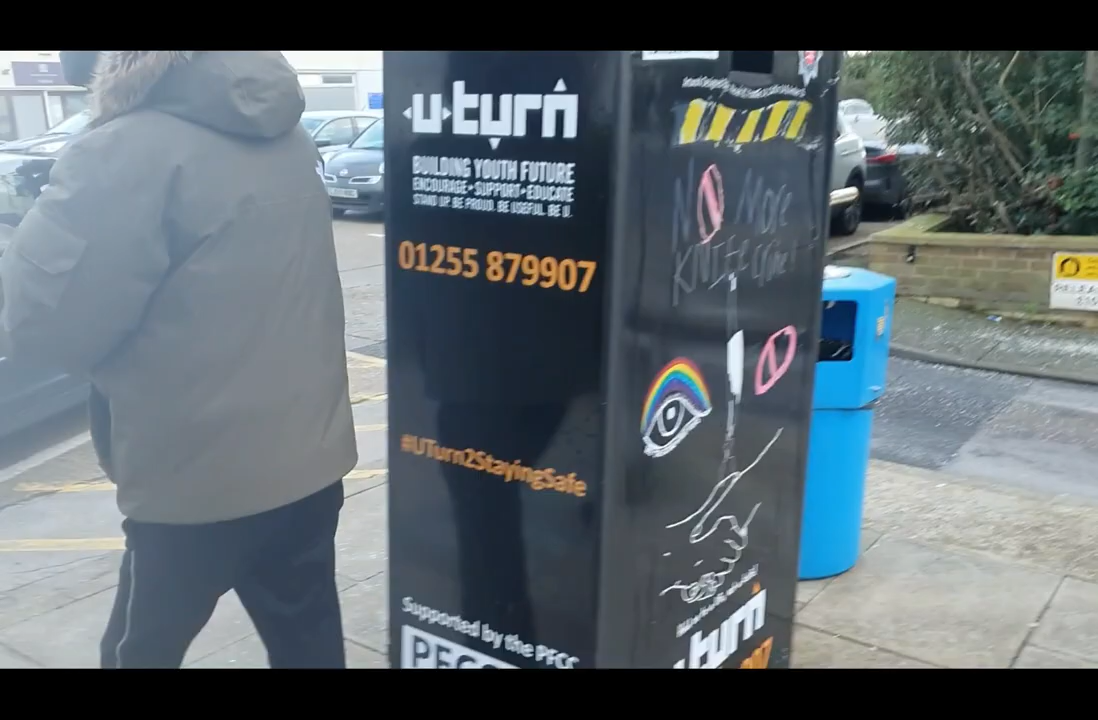 u-turn
BUILDING YOUTH FUTURE
ENCOURAGE•SUPPORT•EDUCATE
STAND UP. BE PROUD. BE USEFUL. BE U.
01255 879907
#UTurn2StayingSafe
Supported by the PFCC
PFCC
NO MORE
KNIFE CRIME!
turn